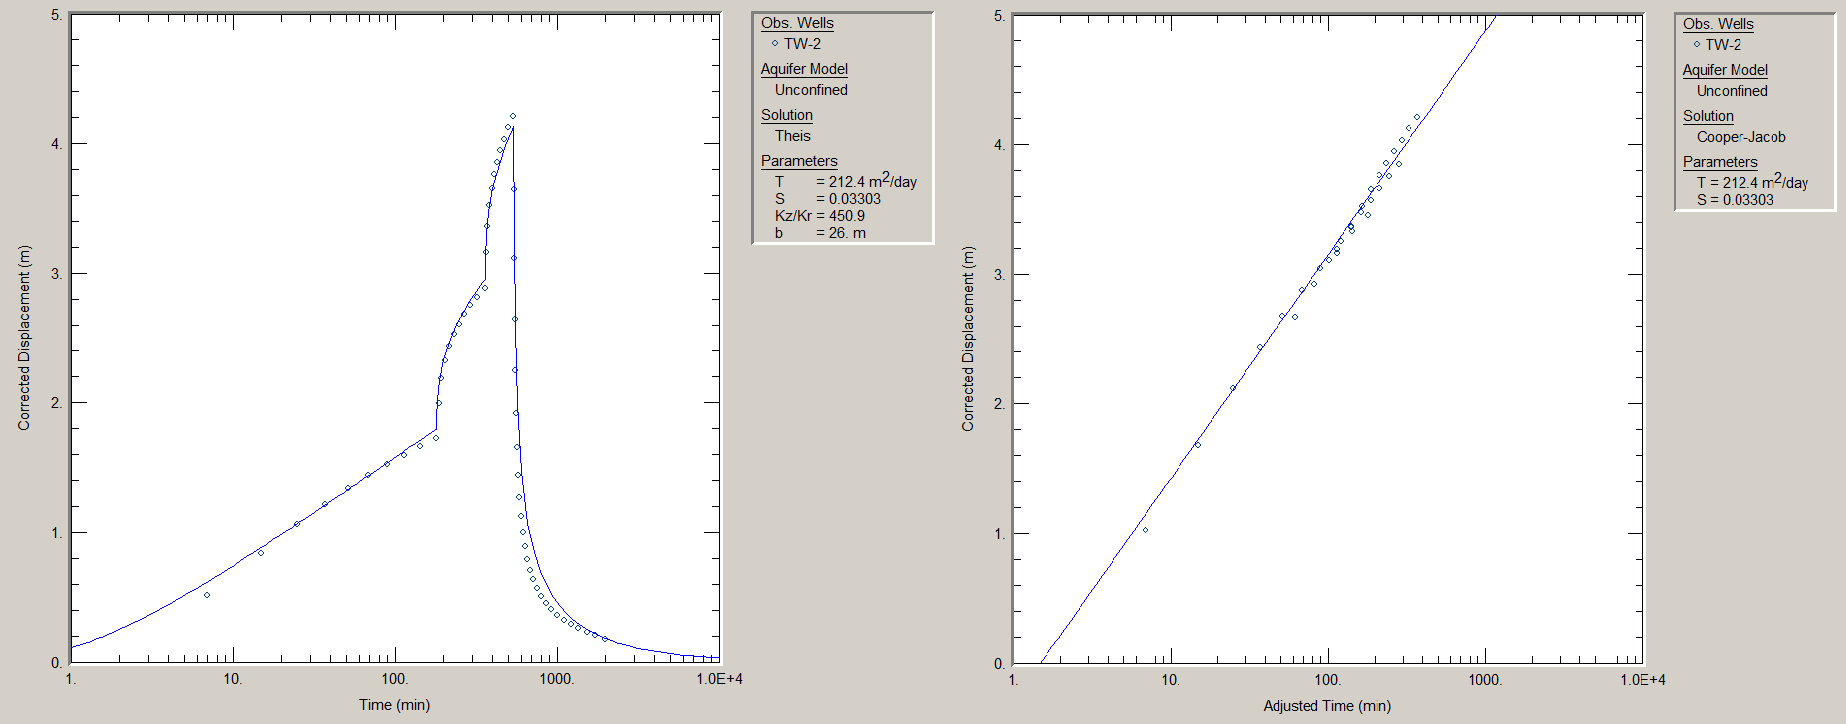 5.
4.
3.
2.
1.
0.
Corrected Displacement (m)
1.
10.
100.
1000.
1.0E+4
Time (min)
Obs. Wells
TW-2
Aquifer Model
Unconfined
Solution
Theis
Parameters
T = 212.4 m2/day
S = 0.03303
Kz/Kr = 450.9
b = 26. m
5.
4.
3.
2.
1.
0.
Corrected Displacement (m)
1.
10.
100.
1000.
1.0E+4
Adjusted Time (min)
Obs. Wells
TW-2
Aquifer Model
Unconfined
Solution
Cooper-Jacob
Parameters
T = 212.4 m2/day
S = 0.03303